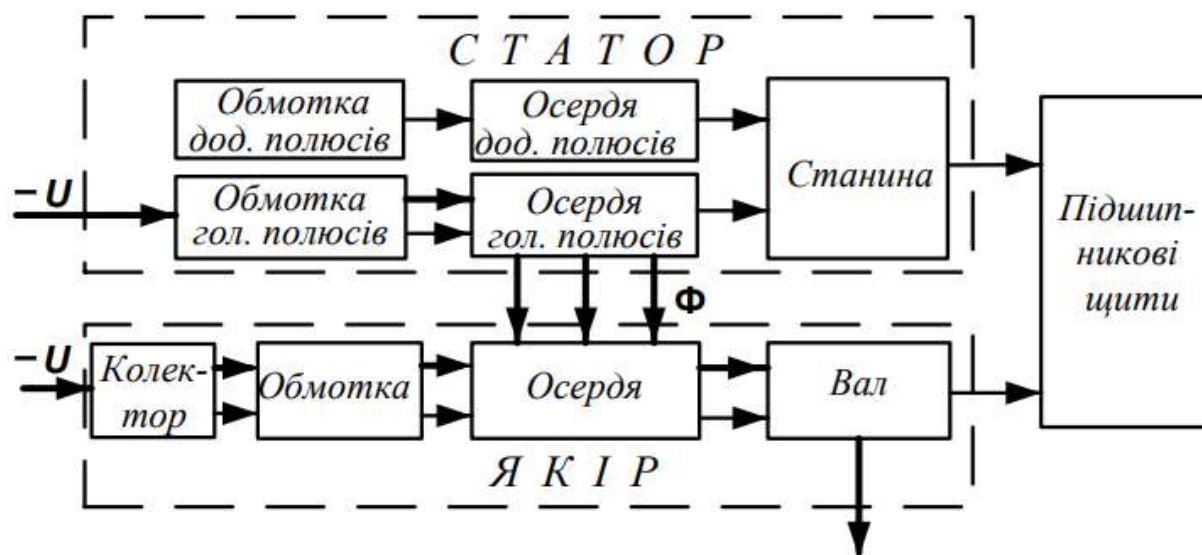 С Т А Т О Р
Обмотка
дод. полюсів
Осердя
дод. полюсів
Станина
– U
Обмотка
гол. полюсів
Осердя
гол. полюсів
Підшип-
никові
щити
Ф
– U
Колек-
тор
Обмотка
Осердя
Вал
Я К І Р